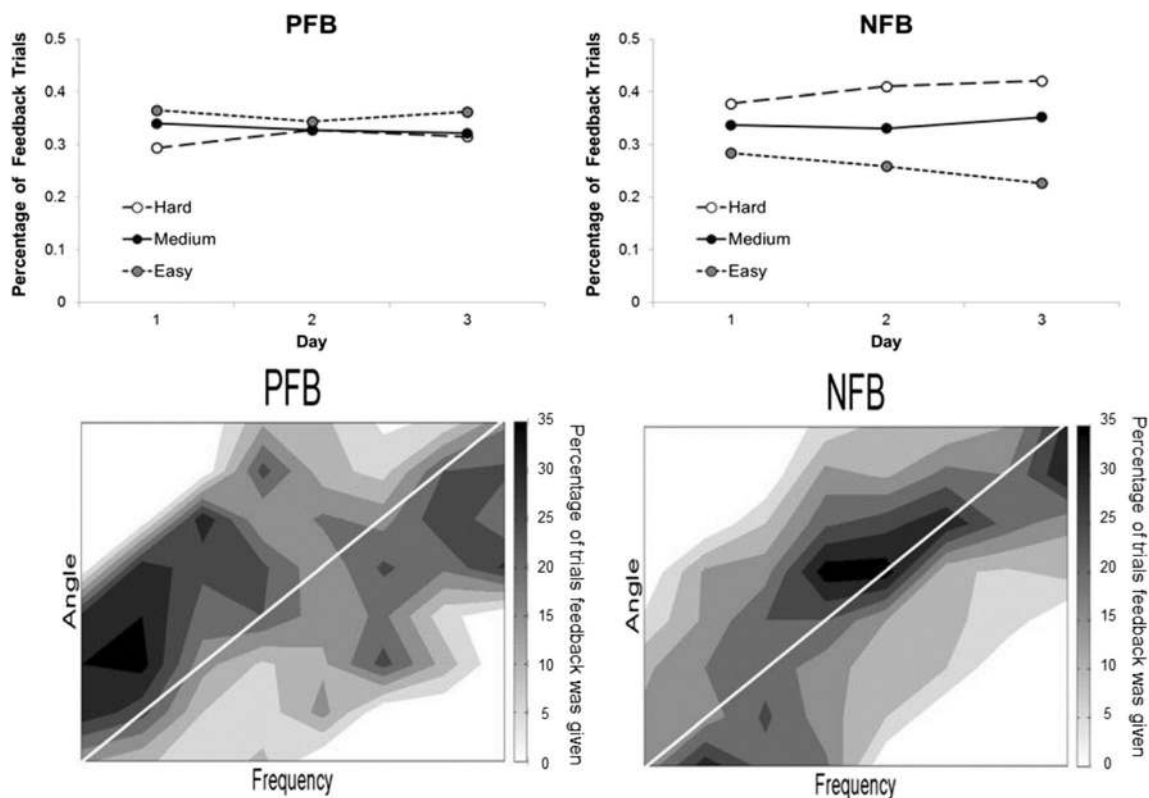 PFB
Percentage of Feedback Trials
0.5
0.4
0.3
0.2
0.1
0
Hard
Medium
Easy
1 2 3
Day
NFB
Percentage of Feedback Trials
0.5
0.4
0.3
0.2
0.1
0
Hard
Medium
Easy
1 2 3
Day
PFB
Angle
Frequency
35
30
25
20
15
10
5
0
Percentage of trials feedback was given
NFB
Angle
Frequency
35
30
25
20
15
10
5
0
Percentage of trials feedback was given